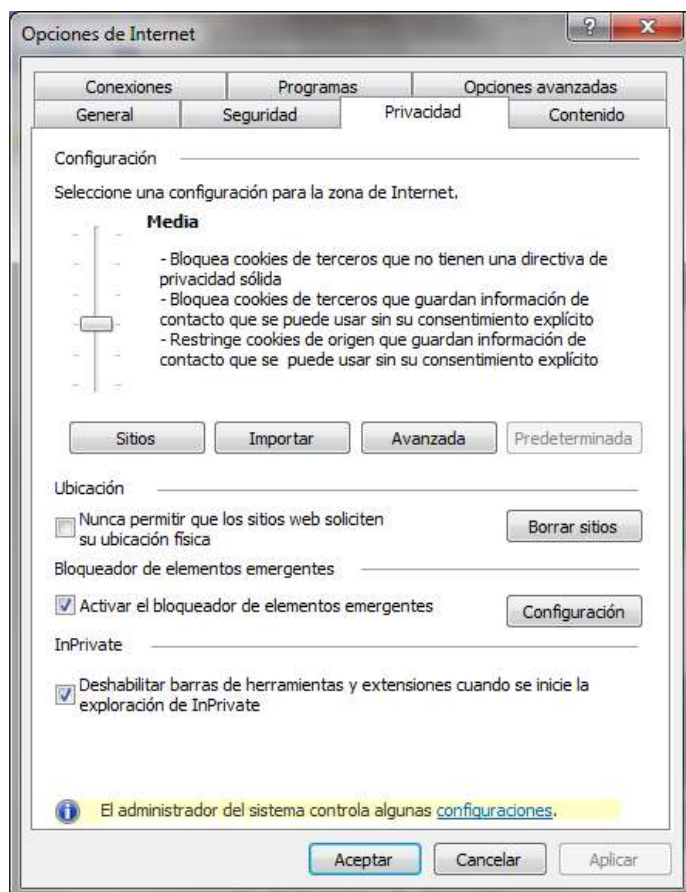 Opciones de Internet
Conexiones Programas Opciones avanzadas
General Seguridad Privacidad Contenido
Configuración
Seleccione una configuración para la zona de Internet.
Media
- Bloquea cookies de terceros que no tienen una directiva de
privacidad sólida
- Bloquea cookies de terceros que guardan información de
contacto que se puede usar sin su consentimiento explícito
- Restringe cookies de origen que guardan información de
contacto que se puede usar sin su consentimiento explícito
Sitios Importar Avanzada Predeterminada
Ubicación
Nunca permitir que los sitios web soliciten
su ubicación física
Borrar sitios
Bloqueador de elementos emergentes
Activar el bloqueador de elementos emergentes
Configuración
InPrivate
Deshabilitar barras de herramientas y extensiones cuando se inicie la
exploración de InPrivate
El administrador del sistema controla algunas configuraciones.
Aceptar Cancelar Aplicar